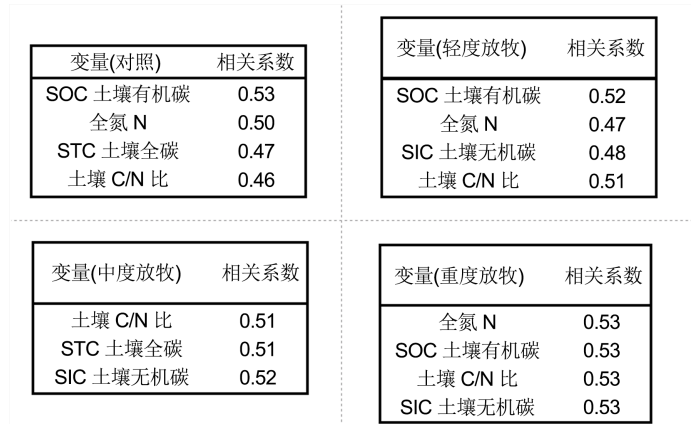 变量(对照) 相关系数
SOC 土壤有机碳 0.53
全氮 N 0.50
STC 土壤全碳 0.47
土壤 C/N 比 0.46
变量(轻度放牧) 相关系数
SOC 土壤有机碳 0.52
全氮 N 0.47
SIC 土壤无机碳 0.48
土壤 C/N 比 0.51
变量(中度放牧) 相关系数
土壤 C/N 比 0.51
STC 土壤全碳 0.51
SIC 土壤无机碳 0.52
变量(重度放牧) 相关系数
全氮 N 0.53
SOC 土壤有机碳 0.53
土壤 C/N 比 0.53
SIC 土壤无机碳 0.53